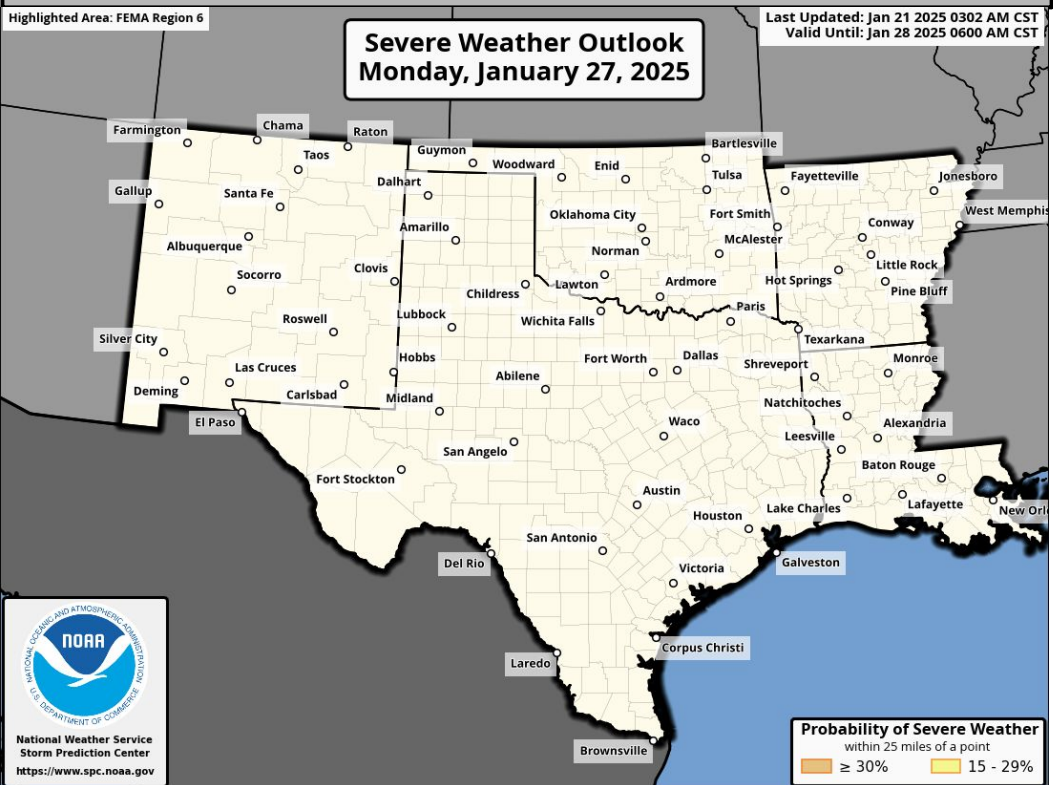 Highlighted Area: FEMA Region 6
Severe Weather Outlook
Monday, January 27, 2025
Last Updated: Jan 21 2025 0302 AM CST
Valid Until: Jan 28 2025 0600 AM CST
Farmington
Chama
Raton
Taos
Guymon
Woodward
Enid
Bartlesville
Tulsa
Fayetteville
Jonesboro
Gallup
Santa Fe
Dalhart
Oklahoma City
Fort Smith
West Memphis
Albuquerque
Amarillo
Norman
McAlester
Conway
Socorro
Clovis
Childress
Lawton
Ardmore
Hot Springs
Little Rock
Pine Bluff
Roswell
Lubbock
Wichita Falls
Paris
Texarkana
Silver City
Las Cruces
Hobbs
Fort Worth
Dallas
Shreveport
Monroe
Deming
Carlsbad
Midland
Abilene
Natchitoches
El Paso
San Angelo
Waco
Leesville
Alexandria
Fort Stockton
Austin
Baton Rouge
Houston
Lake Charles
Lafayette
New Orl
San Antonio
Del Rio
Victoria
Galveston
Laredo
Corpus Christi
Brownsville
NATIONAL OCEANIC AND ATMOSPHERIC ADMINISTRATION
NOAA
U.S. DEPARTMENT OF COMMERCE
National Weather Service
Storm Prediction Center
https://www.spc.noaa.gov
Probability of Severe Weather
within 25 miles of a point
≥ 30%
15 - 29%